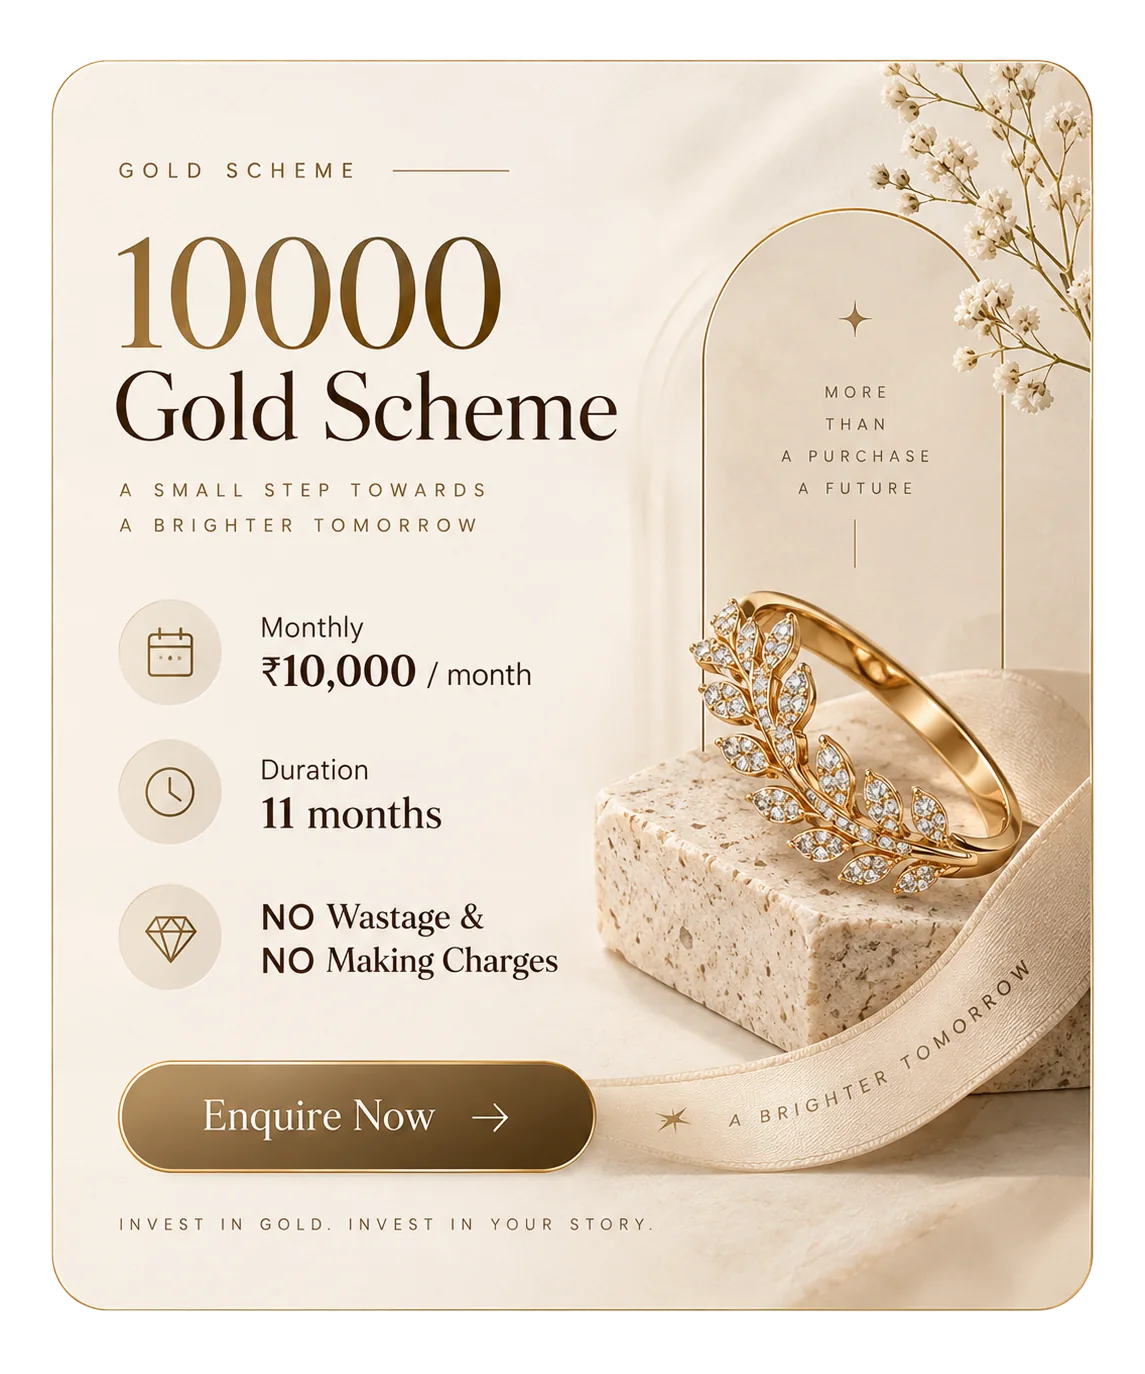 GOLD SCHEME
10000
Gold Scheme
A SMALL STEP TOWARDS
A BRIGHTER TOMORROW
Monthly
₹10,000 / month
Duration
11 months
NO Wastage &
NO Making Charges
Enquire Now
INVEST IN GOLD. INVEST IN YOUR STORY.
MORE
THAN
A PURCHASE
A FUTURE
A BRIGHTER TOMORROW